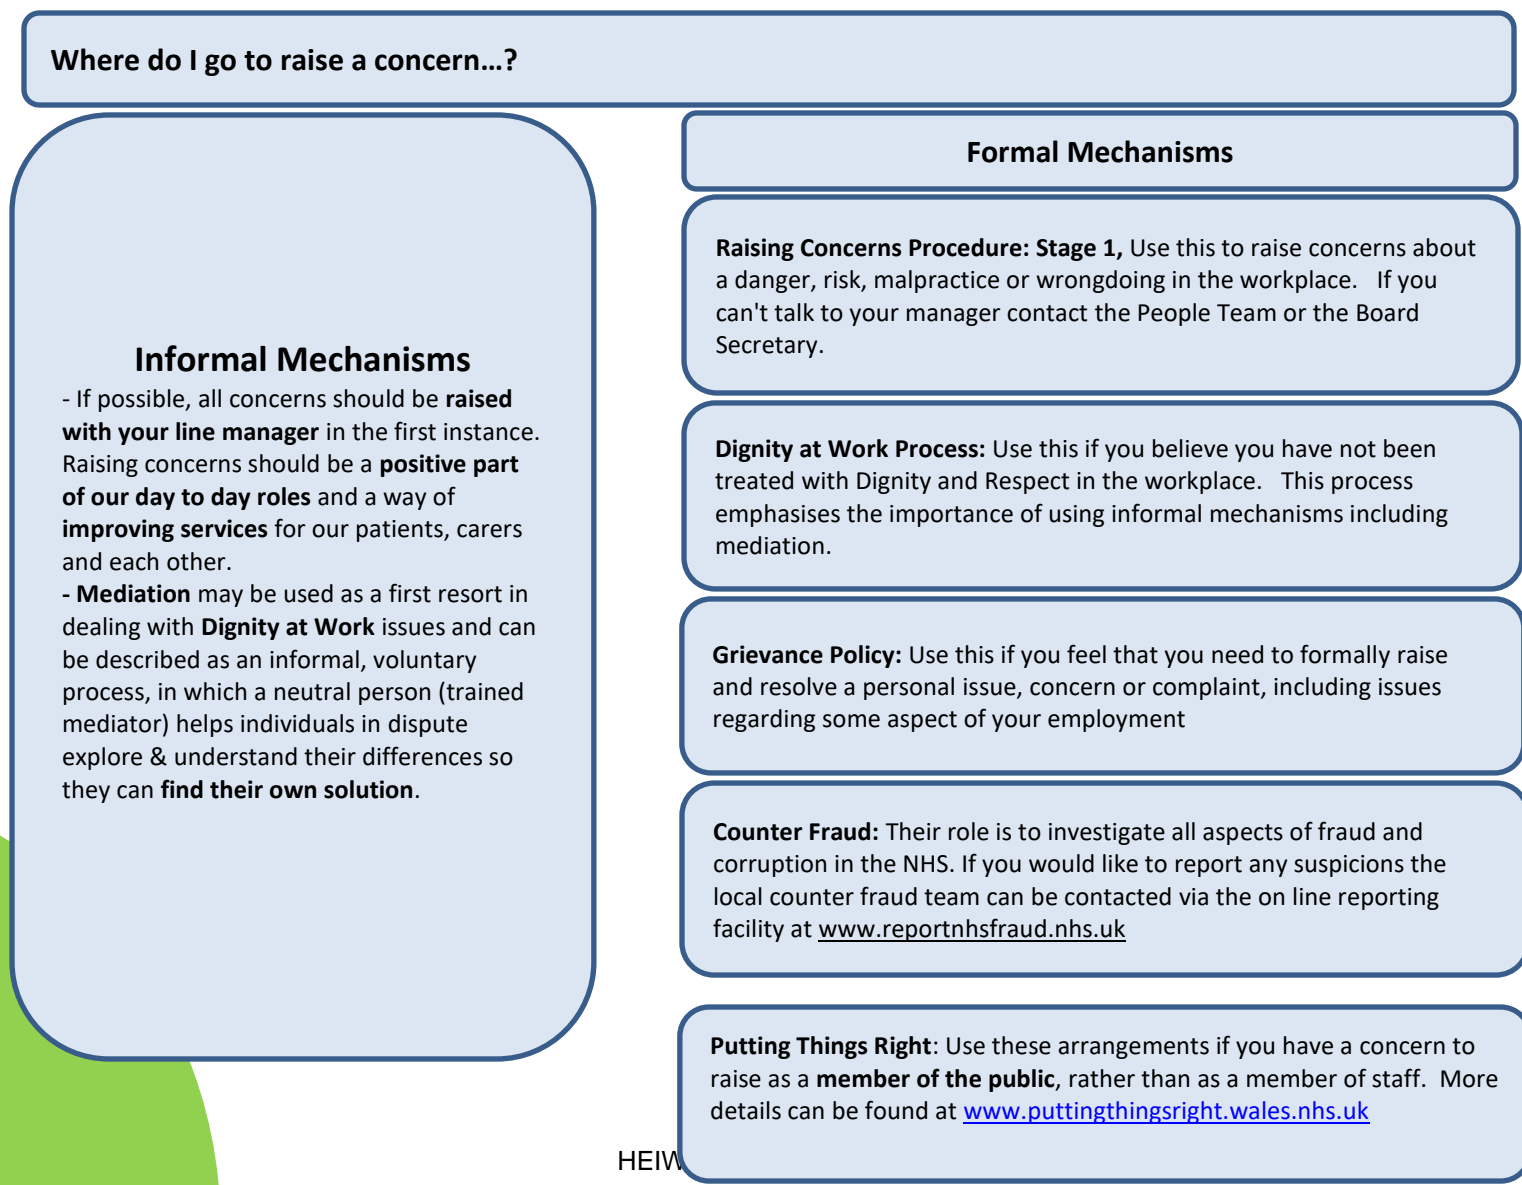 Where do I go to raise a concern…?
Informal Mechanisms
- If possible, all concerns should be raised
with your line manager in the first instance.
Raising concerns should be a positive part
of our day to day roles and a way of
improving services for our patients, carers
and each other.
- Mediation may be used as a first resort in
dealing with Dignity at Work issues and can
be described as an informal, voluntary
process, in which a neutral person (trained
mediator) helps individuals in dispute
explore & understand their differences so
they can find their own solution.
Formal Mechanisms
Raising Concerns Procedure: Stage 1, Use this to raise concerns about
a danger, risk, malpractice or wrongdoing in the workplace.   If you
can't talk to your manager contact the People Team or the Board
Secretary.
Dignity at Work Process: Use this if you believe you have not been
treated with Dignity and Respect in the workplace.   This process
emphasises the importance of using informal mechanisms including
mediation.
Grievance Policy: Use this if you feel that you need to formally raise
and resolve a personal issue, concern or complaint, including issues
regarding some aspect of your employment
Counter Fraud: Their role is to investigate all aspects of fraud and
corruption in the NHS. If you would like to report any suspicions the
local counter fraud team can be contacted via the on line reporting
facility at www.reportnhsfraud.nhs.uk
Putting Things Right: Use these arrangements if you have a concern to
raise as a member of the public, rather than as a member of staff.  More
details can be found at www.puttingthingsright.wales.nhs.uk